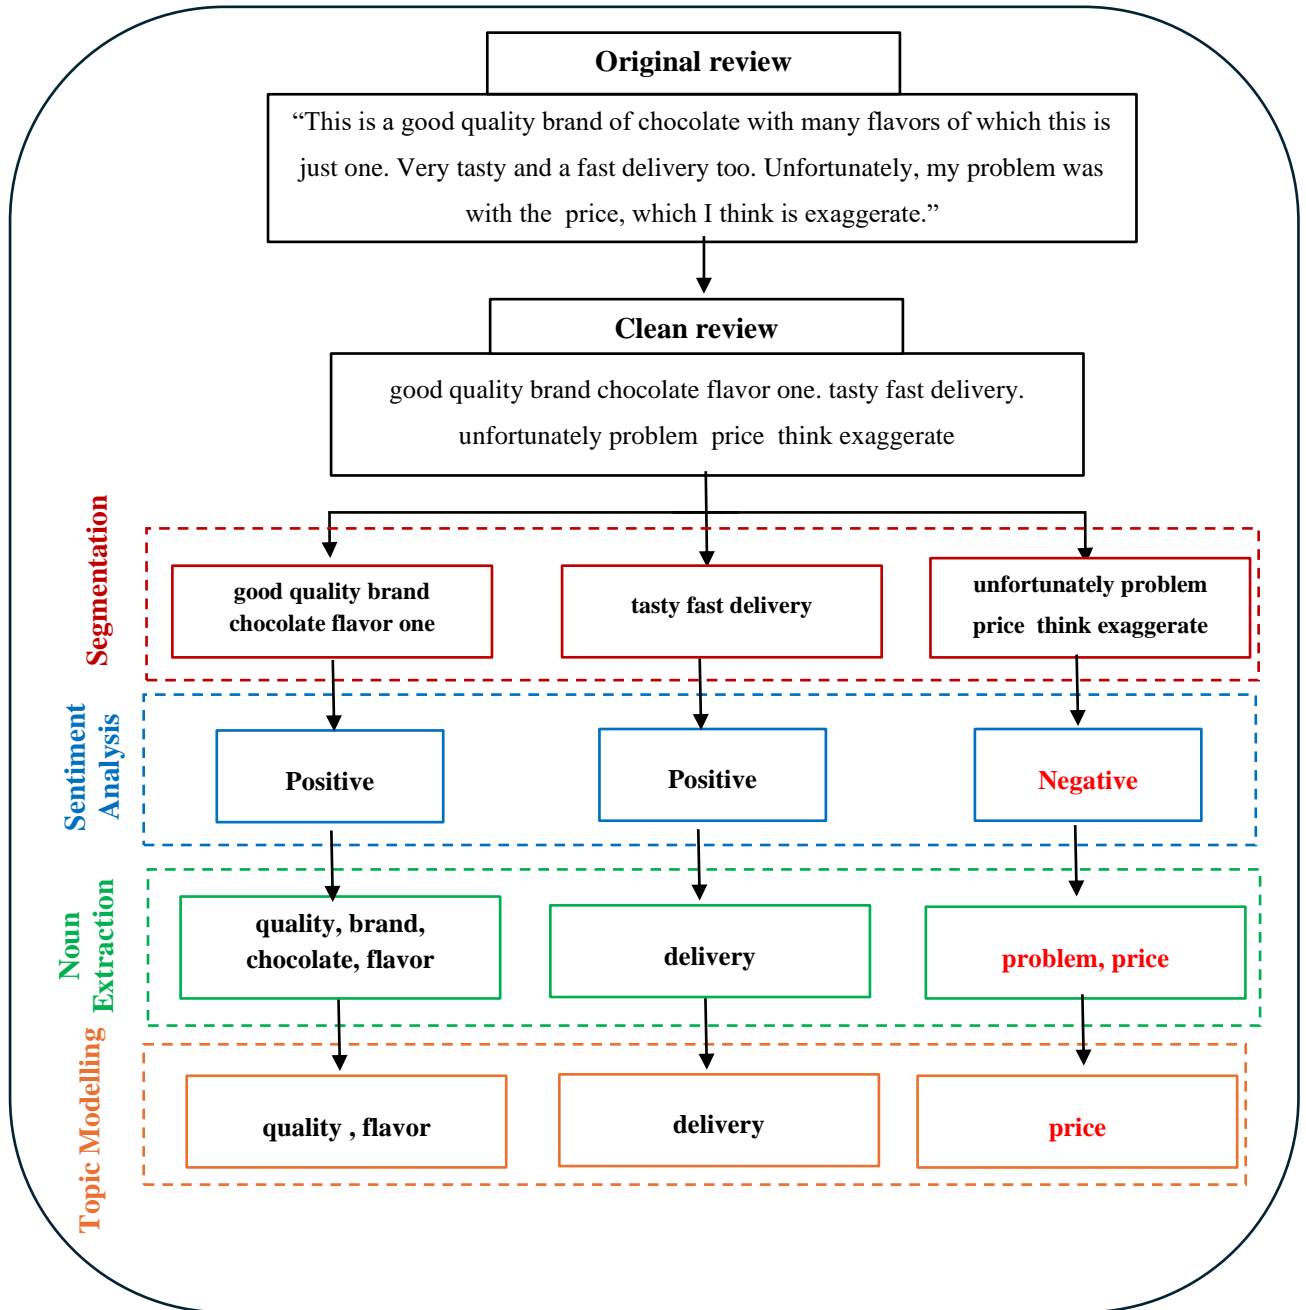 Original review
“This is a good quality brand of chocolate with many flavors of which this is
just one. Very tasty and a fast delivery too. Unfortunately, my problem was
with the price, which I think is exaggerate.”
Clean review
good quality brand chocolate flavor one. tasty fast delivery.
unfortunately problem price think exaggerate
Segmentation
good quality brand
chocolate flavor one
tasty fast delivery
unfortunately problem
price think exaggerate
Sentiment
Analysis
Positive
Positive
Negative
Noun
Extraction
quality, brand,
chocolate, flavor
delivery
problem, price
Topic Modelling
quality , flavor
delivery
price